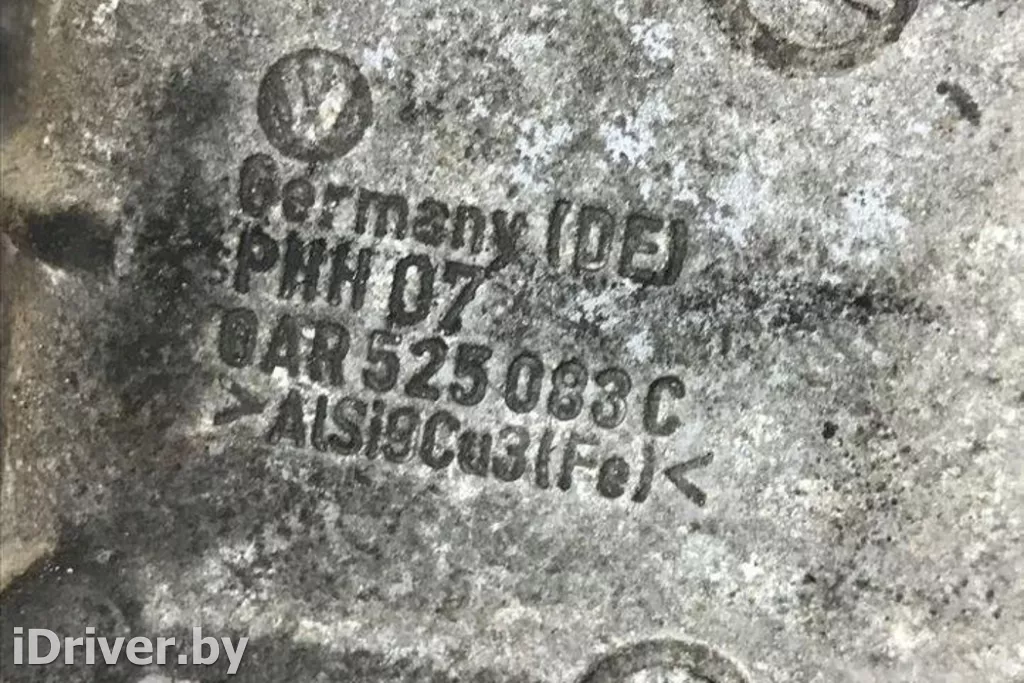 Germany (DE)
PHH 07
0AR 525 083 C
>AlSi9Cu3(Fe)<
iDriver.by